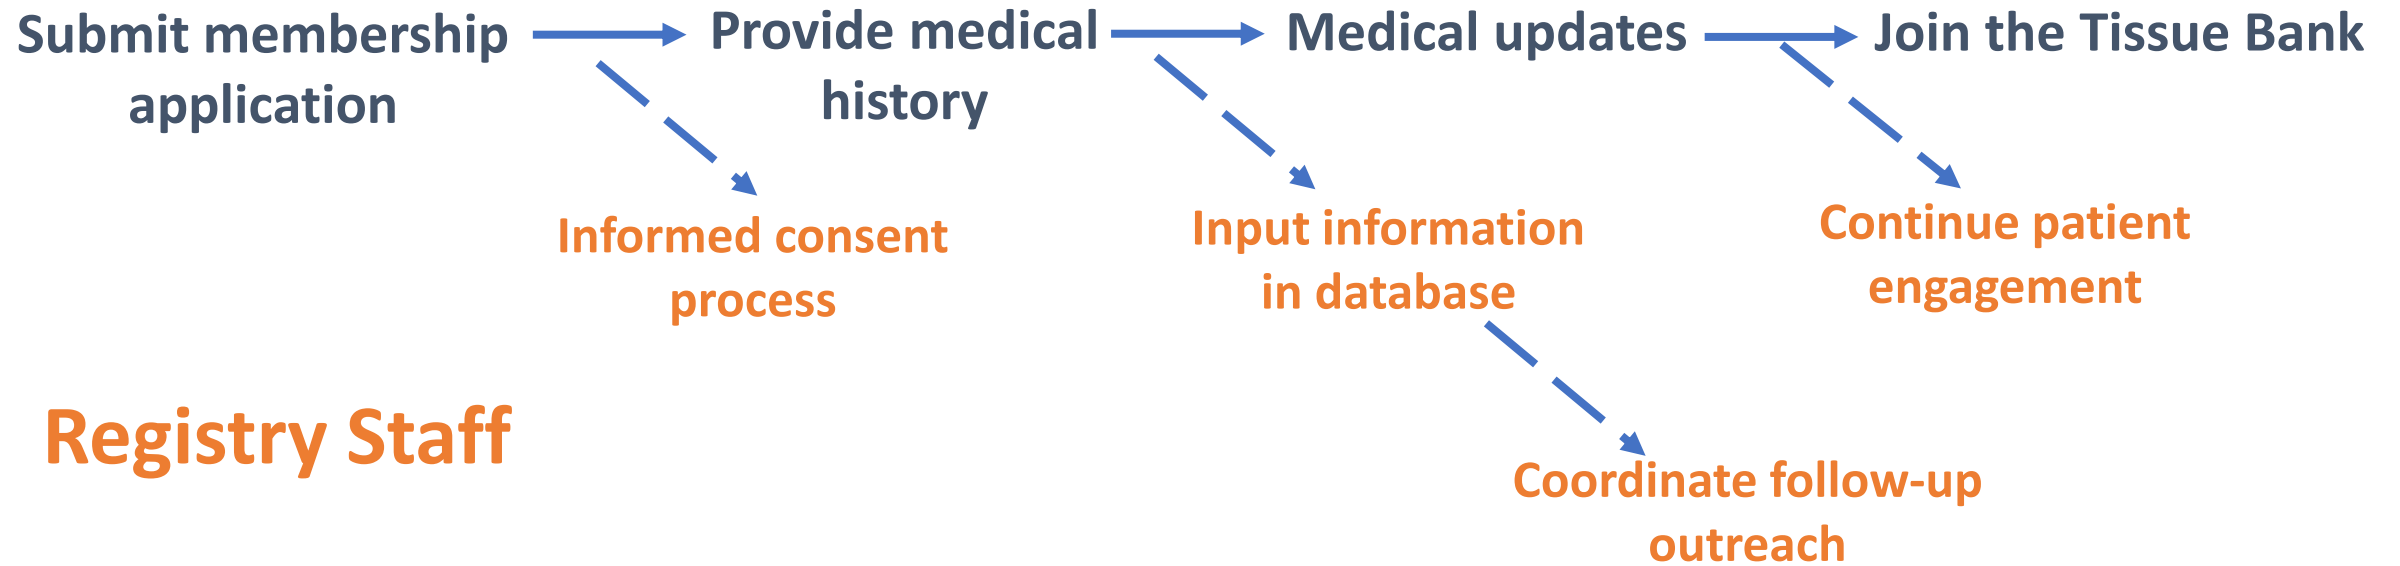 Submit membership
application
Provide medical
history
Medical updates
Join the Tissue Bank
Informed consent
process
Input information
in database
Continue patient
engagement
Registry Staff
Coordinate follow-up
outreach